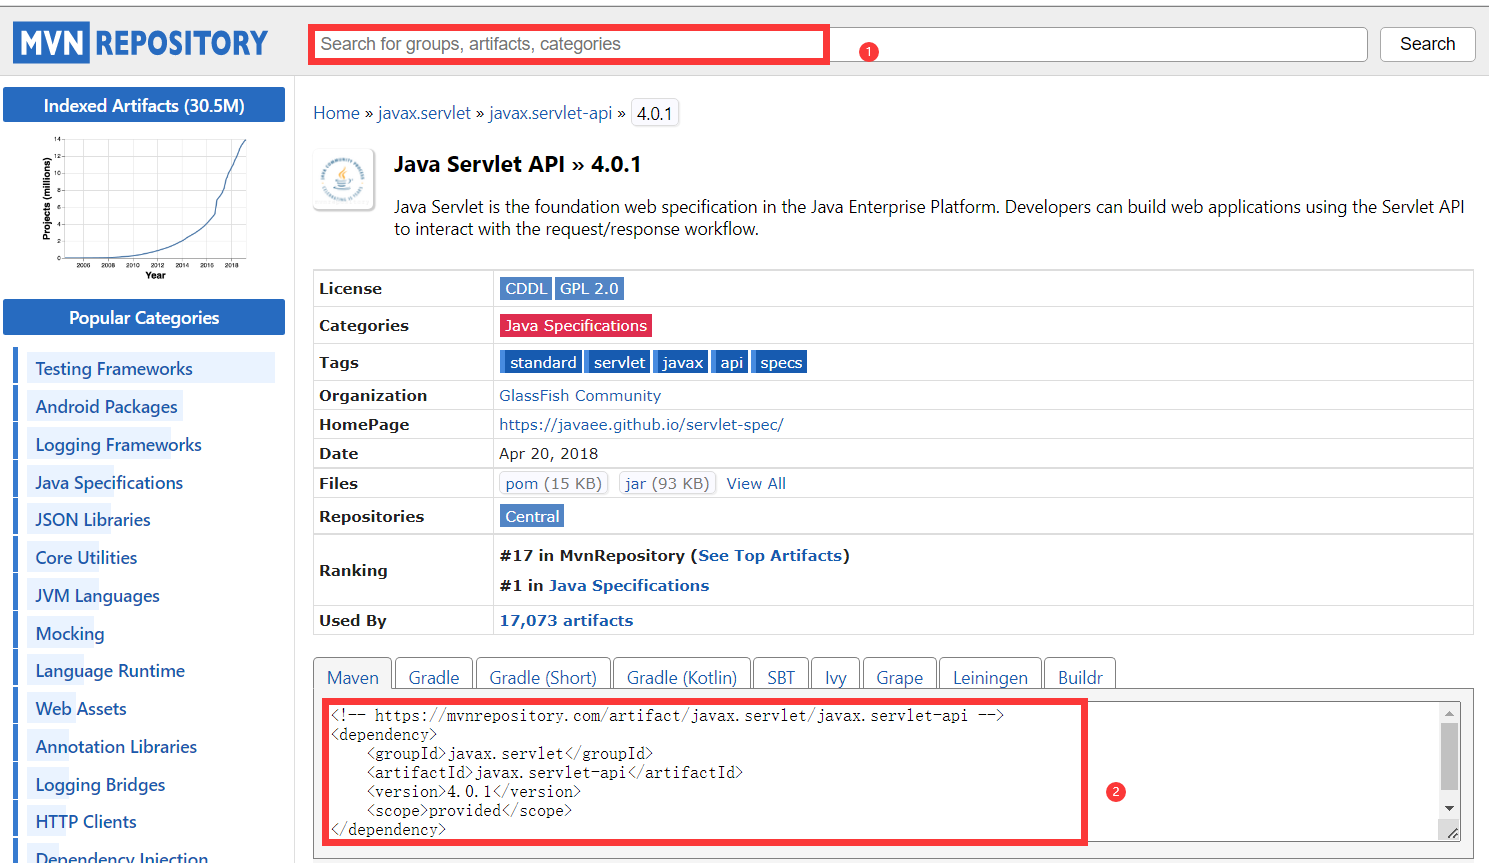 MVN REPOSITORY
Search for groups, artifacts, categories
1
Search
Indexed Artifacts (30.5M)
14
12
10
8
6
4
2
0
Projects (millions)
2006 2008 2010 2012 2014 2016 2018
Year
Popular Categories
Testing Frameworks
Android Packages
Logging Frameworks
Java Specifications
JSON Libraries
Core Utilities
JVM Languages
Mocking
Language Runtime
Web Assets
Annotation Libraries
Logging Bridges
HTTP Clients
Dependency Injection
Home » javax.servlet » javax.servlet-api » 4.0.1
Java Servlet API » 4.0.1
Java Servlet is the foundation web specification in the Java Enterprise Platform. Developers can build web applications using the Servlet API
to interact with the request/response workflow.
License CDDL GPL 2.0
Categories Java Specifications
Tags standard servlet javax api specs
Organization GlassFish Community
HomePage https://javaee.github.io/servlet-spec/
Date Apr 20, 2018
Files pom (15 KB) jar (93 KB) View All
Repositories Central
Ranking #17 in MvnRepository (See Top Artifacts)
#1 in Java Specifications
Used By 17,073 artifacts
Maven Gradle Gradle (Short) Gradle (Kotlin) SBT Ivy Grape Leiningen Buildr
<!-- https://mvnrepository.com/artifact/javax.servlet/javax.servlet-api -->
<dependency>
<groupId>javax.servlet</groupId>
<artifactId>javax.servlet-api</artifactId>
<version>4.0.1</version>
<scope>provided</scope>
</dependency>
2